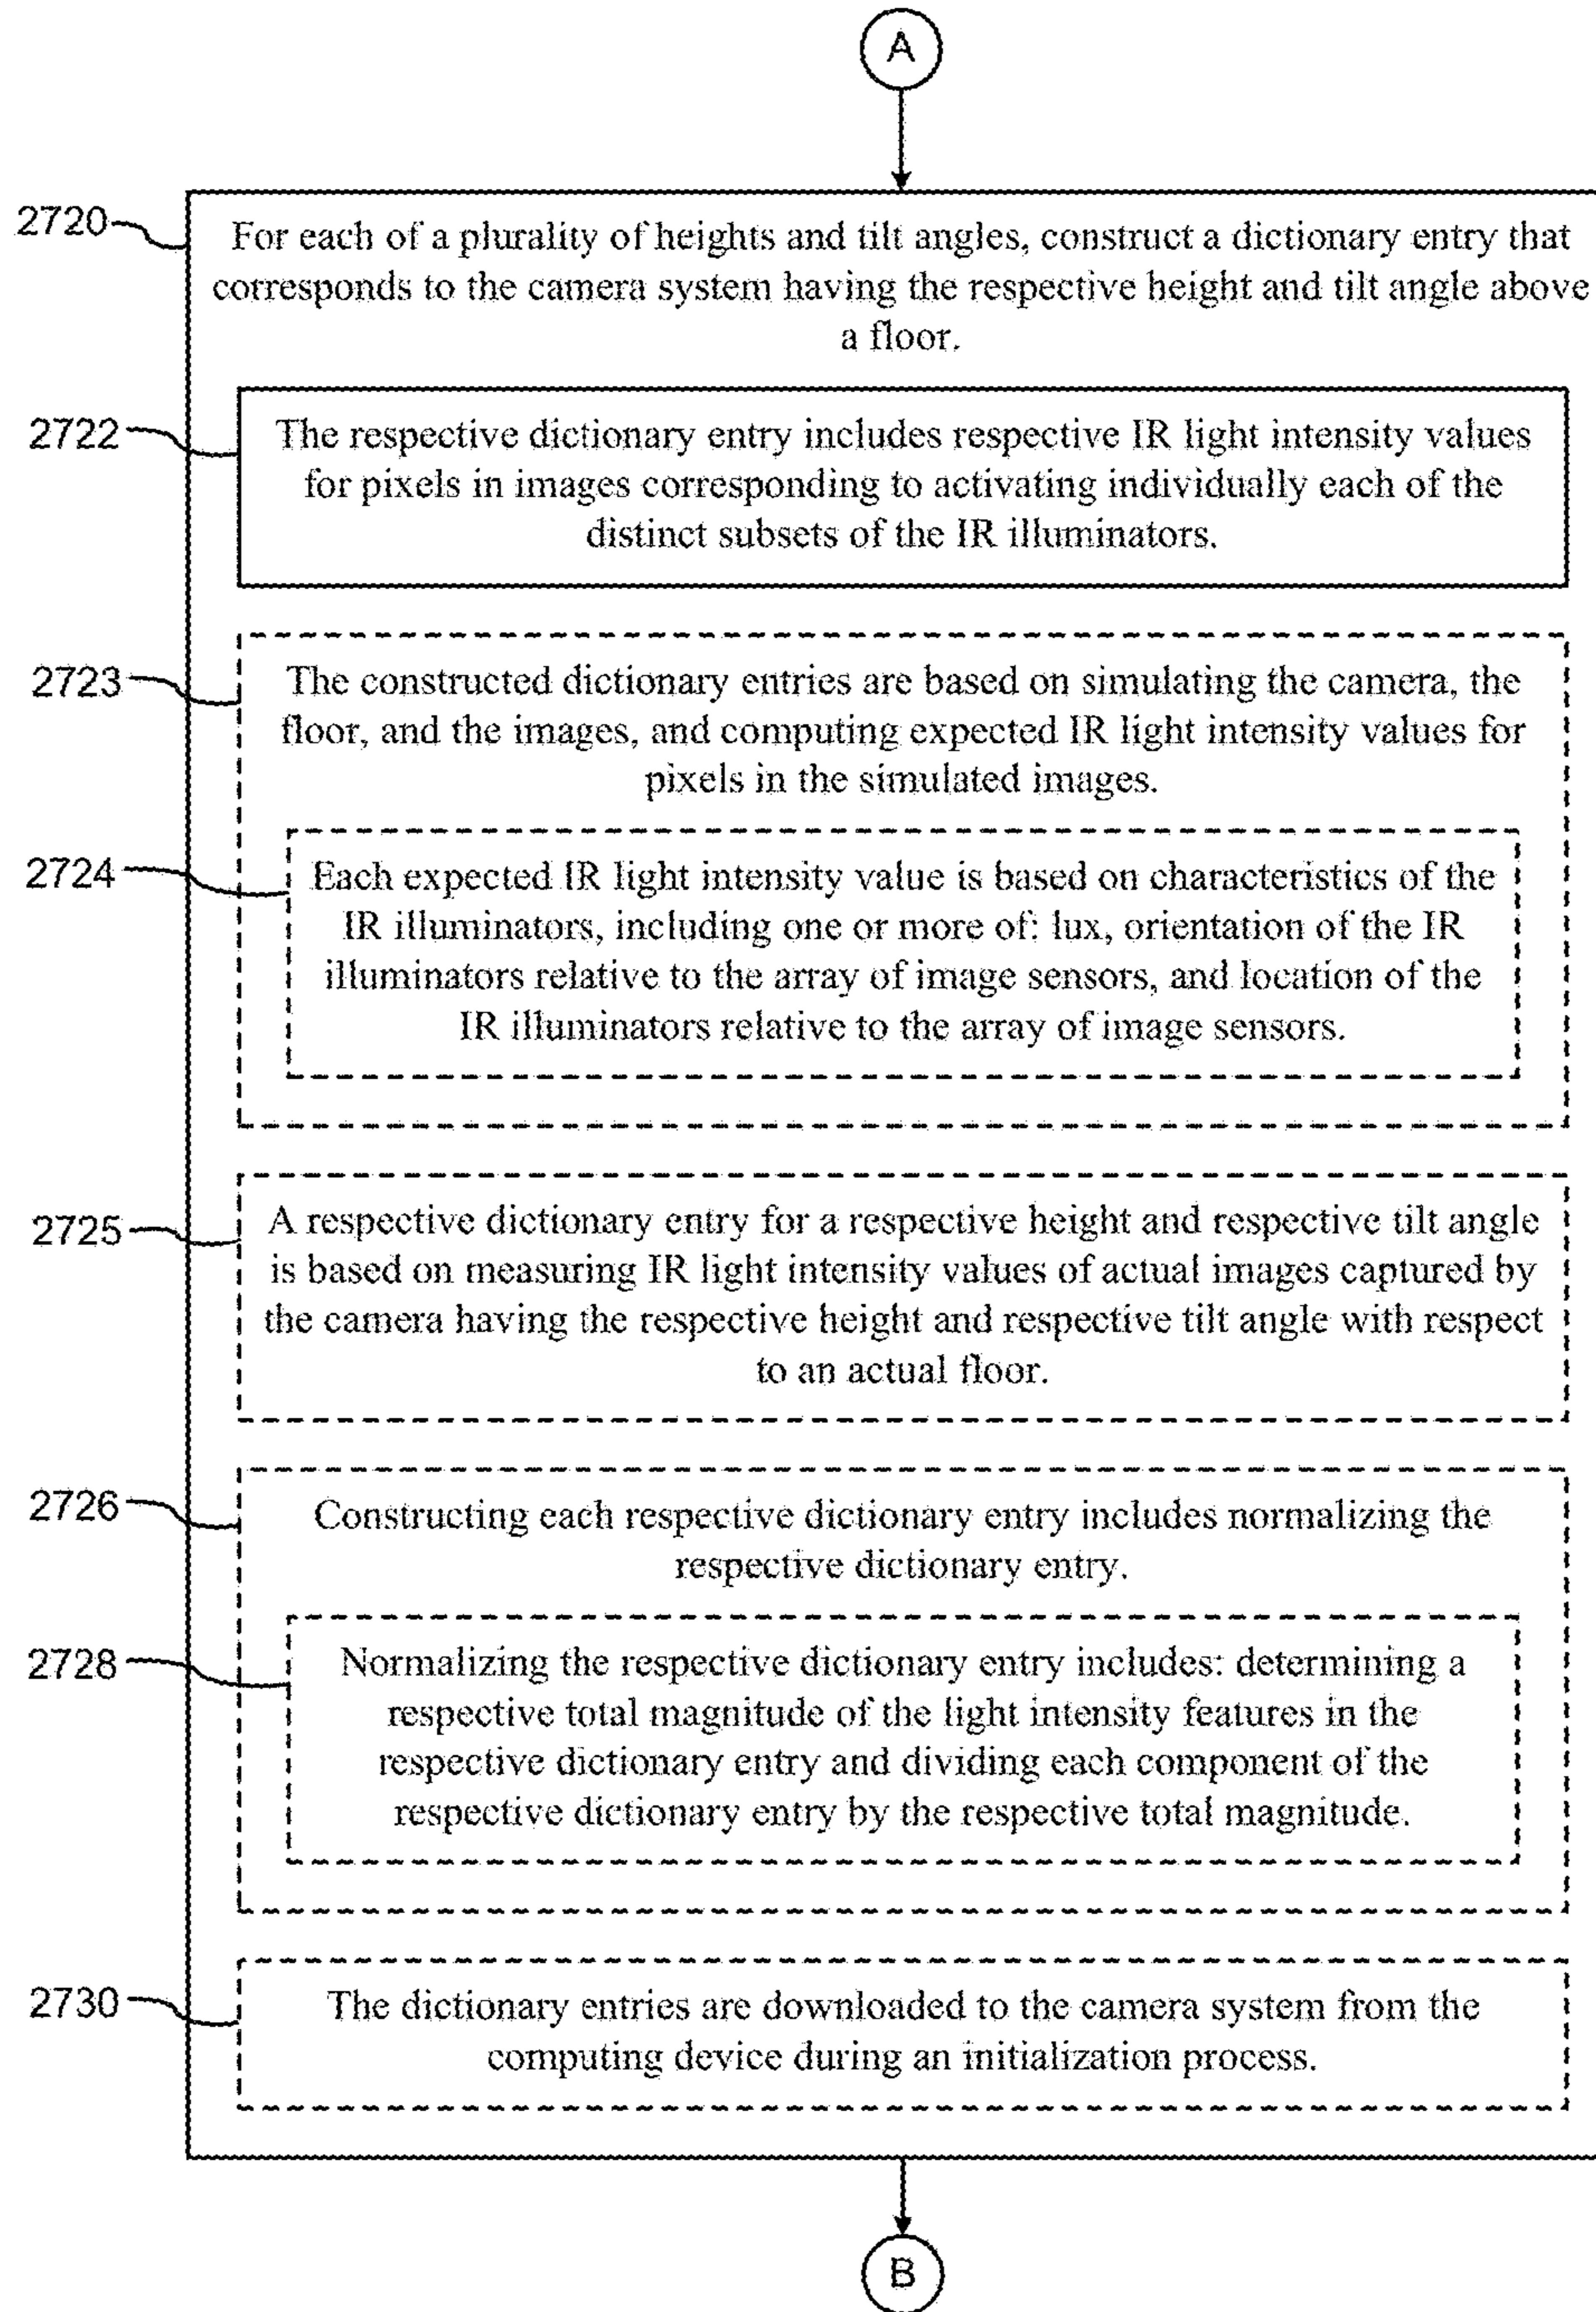 A
2720
For each of a plurality of heights and tilt angles, construct a dictionary entry that
corresponds to the camera system having the respective height and tilt angle above
a floor.
2722
The respective dictionary entry includes respective IR light intensity values
for pixels in images corresponding to activating individually each of the
distinct subsets of the IR illuminators.
2723
The constructed dictionary entries are based on simulating the camera, the
floor, and the images, and computing expected IR light intensity values for
pixels in the simulated images.
2724
Each expected IR light intensity value is based on characteristics of the
IR illuminators, including one or more of: lux, orientation of the IR
illuminators relative to the array of image sensors, and location of the
IR illuminators relative to the array of image sensors.
2725
A respective dictionary entry for a respective height and respective tilt angle
is based on measuring IR light intensity values of actual images captured by
the camera having the respective height and respective tilt angle with respect
to an actual floor.
2726
Constructing each respective dictionary entry includes normalizing the
respective dictionary entry.
2728
Normalizing the respective dictionary entry includes: determining a
respective total magnitude of the light intensity features in the
respective dictionary entry and dividing each component of the
respective dictionary entry by the respective total magnitude.
2730
The dictionary entries are downloaded to the camera system from the
computing device during an initialization process.
B